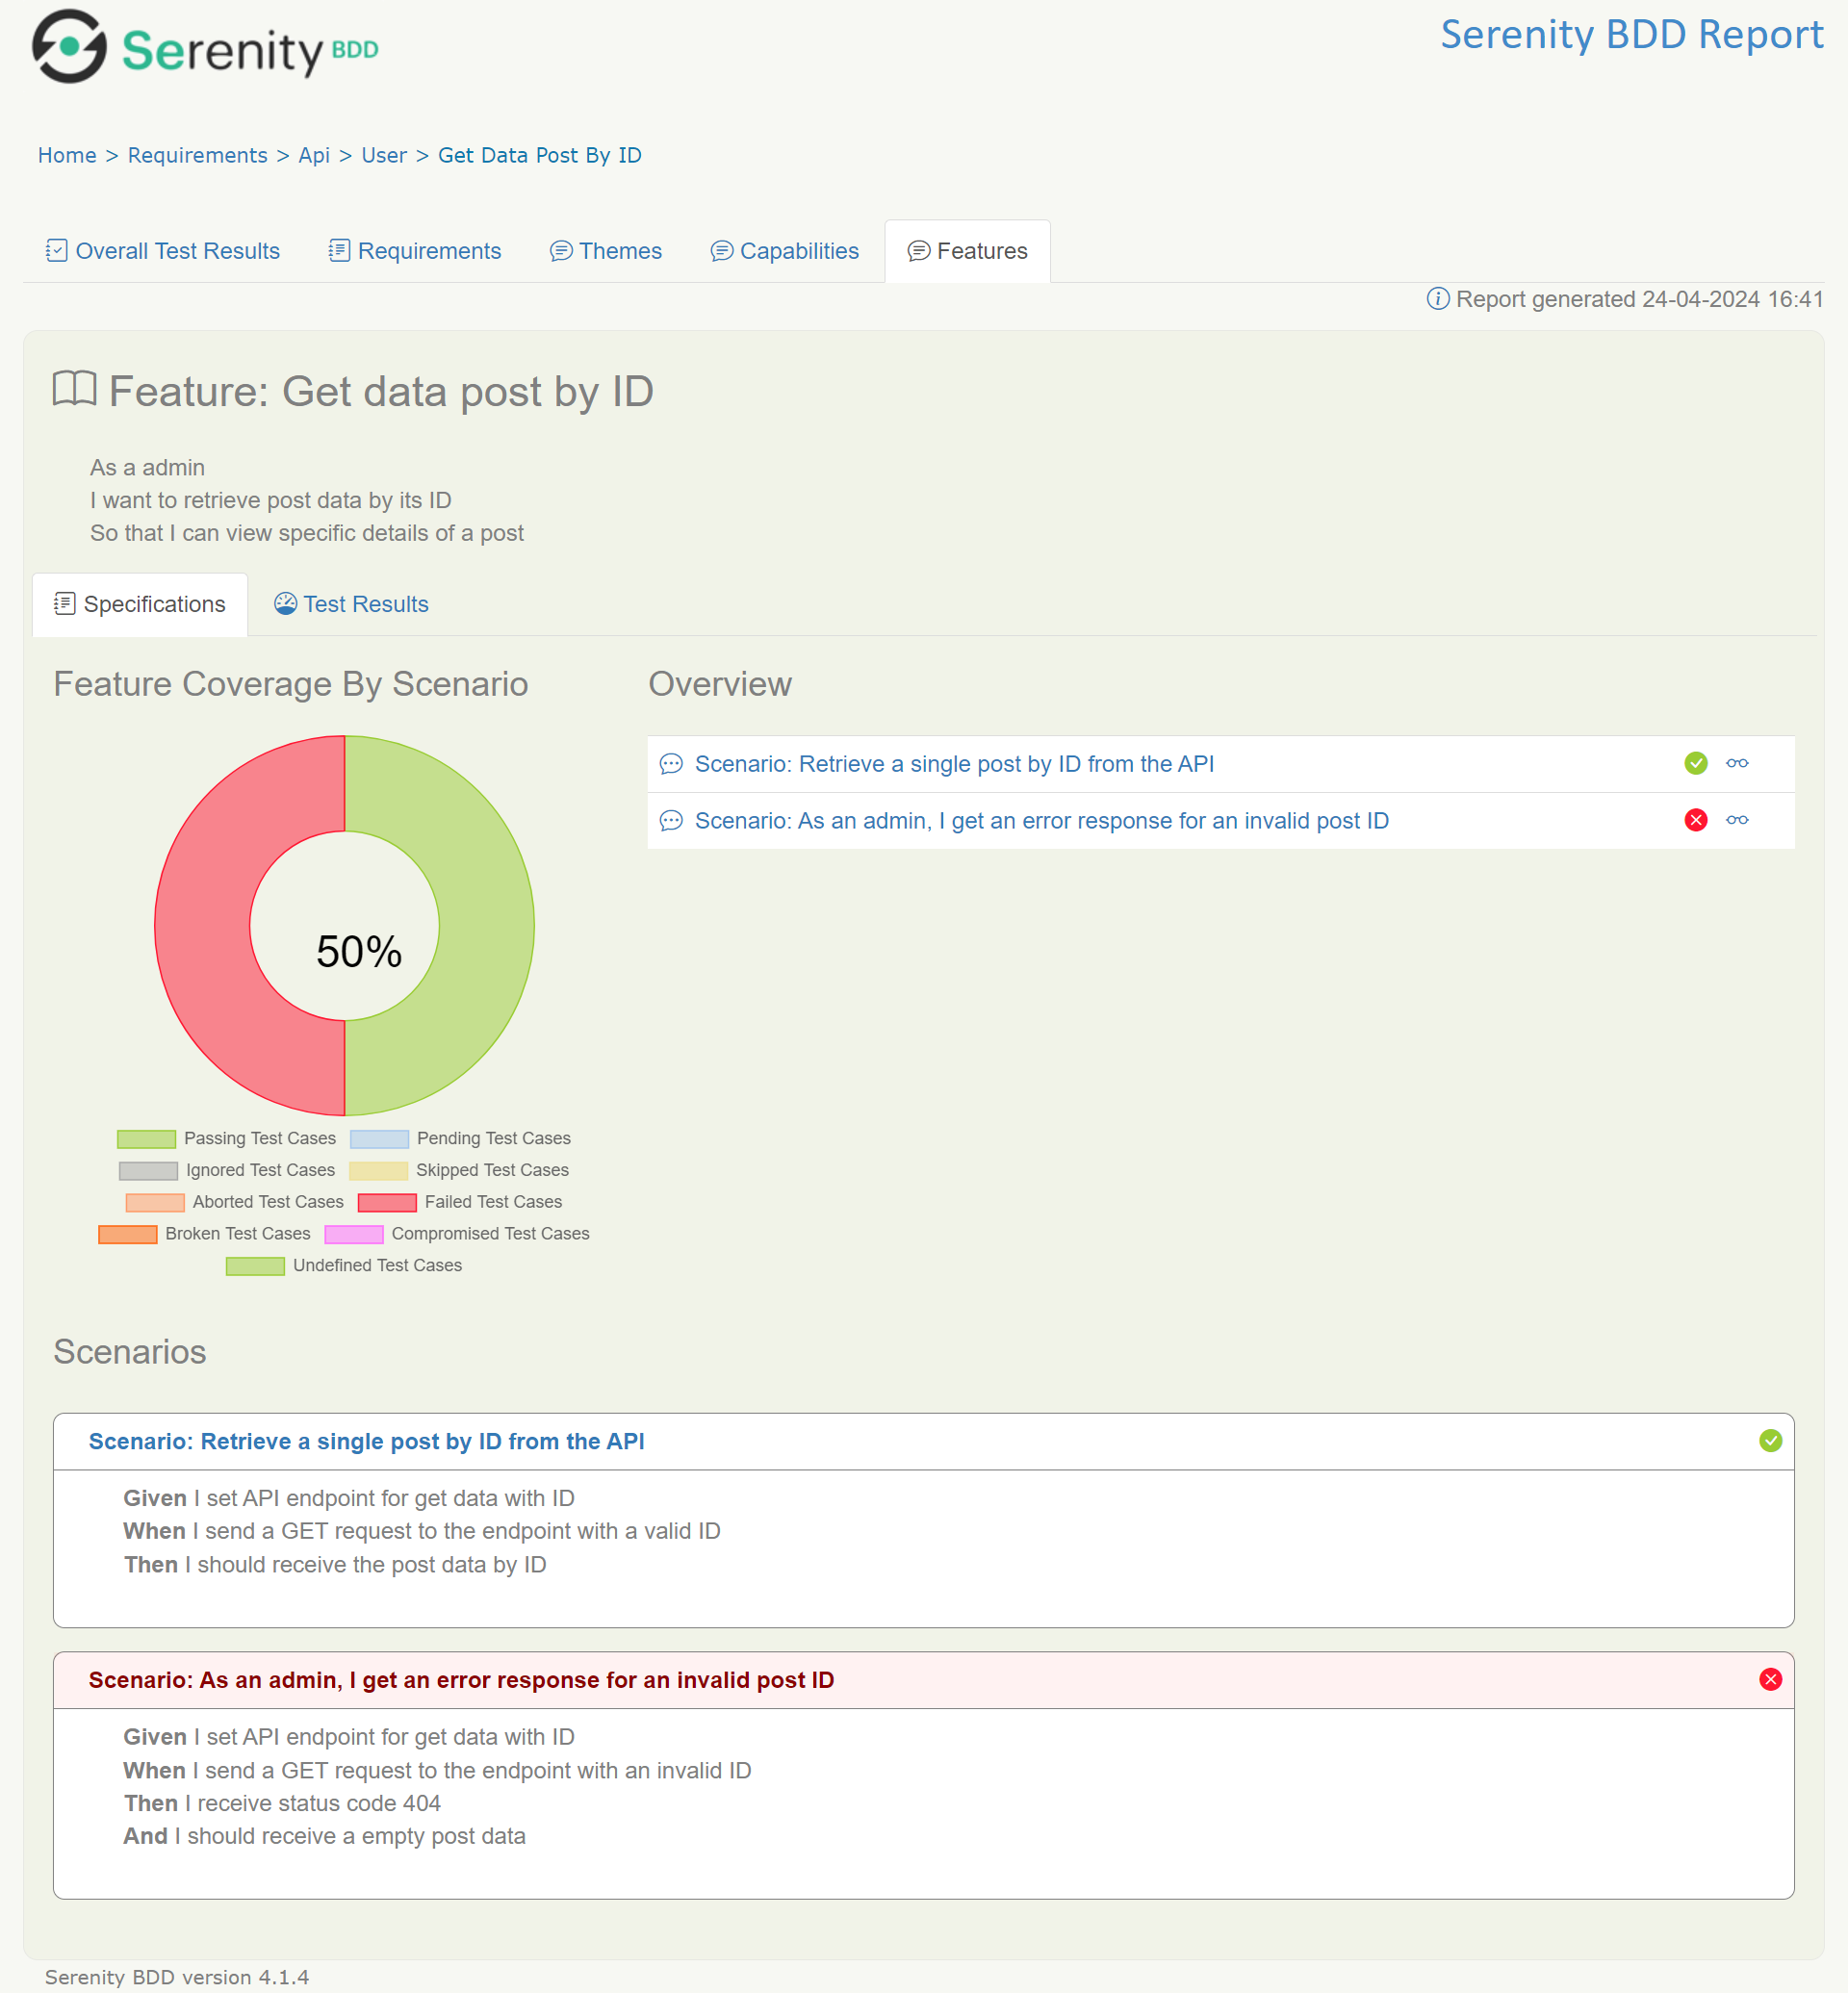 Serenity BDD
Serenity BDD Report
Home > Requirements > Api > User > Get Data Post By ID
Overall Test Results
Requirements
Themes
Capabilities
Features
Report generated 24-04-2024 16:41
Feature: Get data post by ID
As a admin
I want to retrieve post data by its ID
So that I can view specific details of a post
Specifications
Test Results
Feature Coverage By Scenario
50%
Passing Test Cases
Pending Test Cases
Ignored Test Cases
Skipped Test Cases
Aborted Test Cases
Failed Test Cases
Broken Test Cases
Compromised Test Cases
Undefined Test Cases
Overview
Scenario: Retrieve a single post by ID from the API
Scenario: As an admin, I get an error response for an invalid post ID
Scenarios
Scenario: Retrieve a single post by ID from the API
Given I set API endpoint for get data with ID
When I send a GET request to the endpoint with a valid ID
Then I should receive the post data by ID
Scenario: As an admin, I get an error response for an invalid post ID
Given I set API endpoint for get data with ID
When I send a GET request to the endpoint with an invalid ID
Then I receive status code 404
And I should receive a empty post data
Serenity BDD version 4.1.4